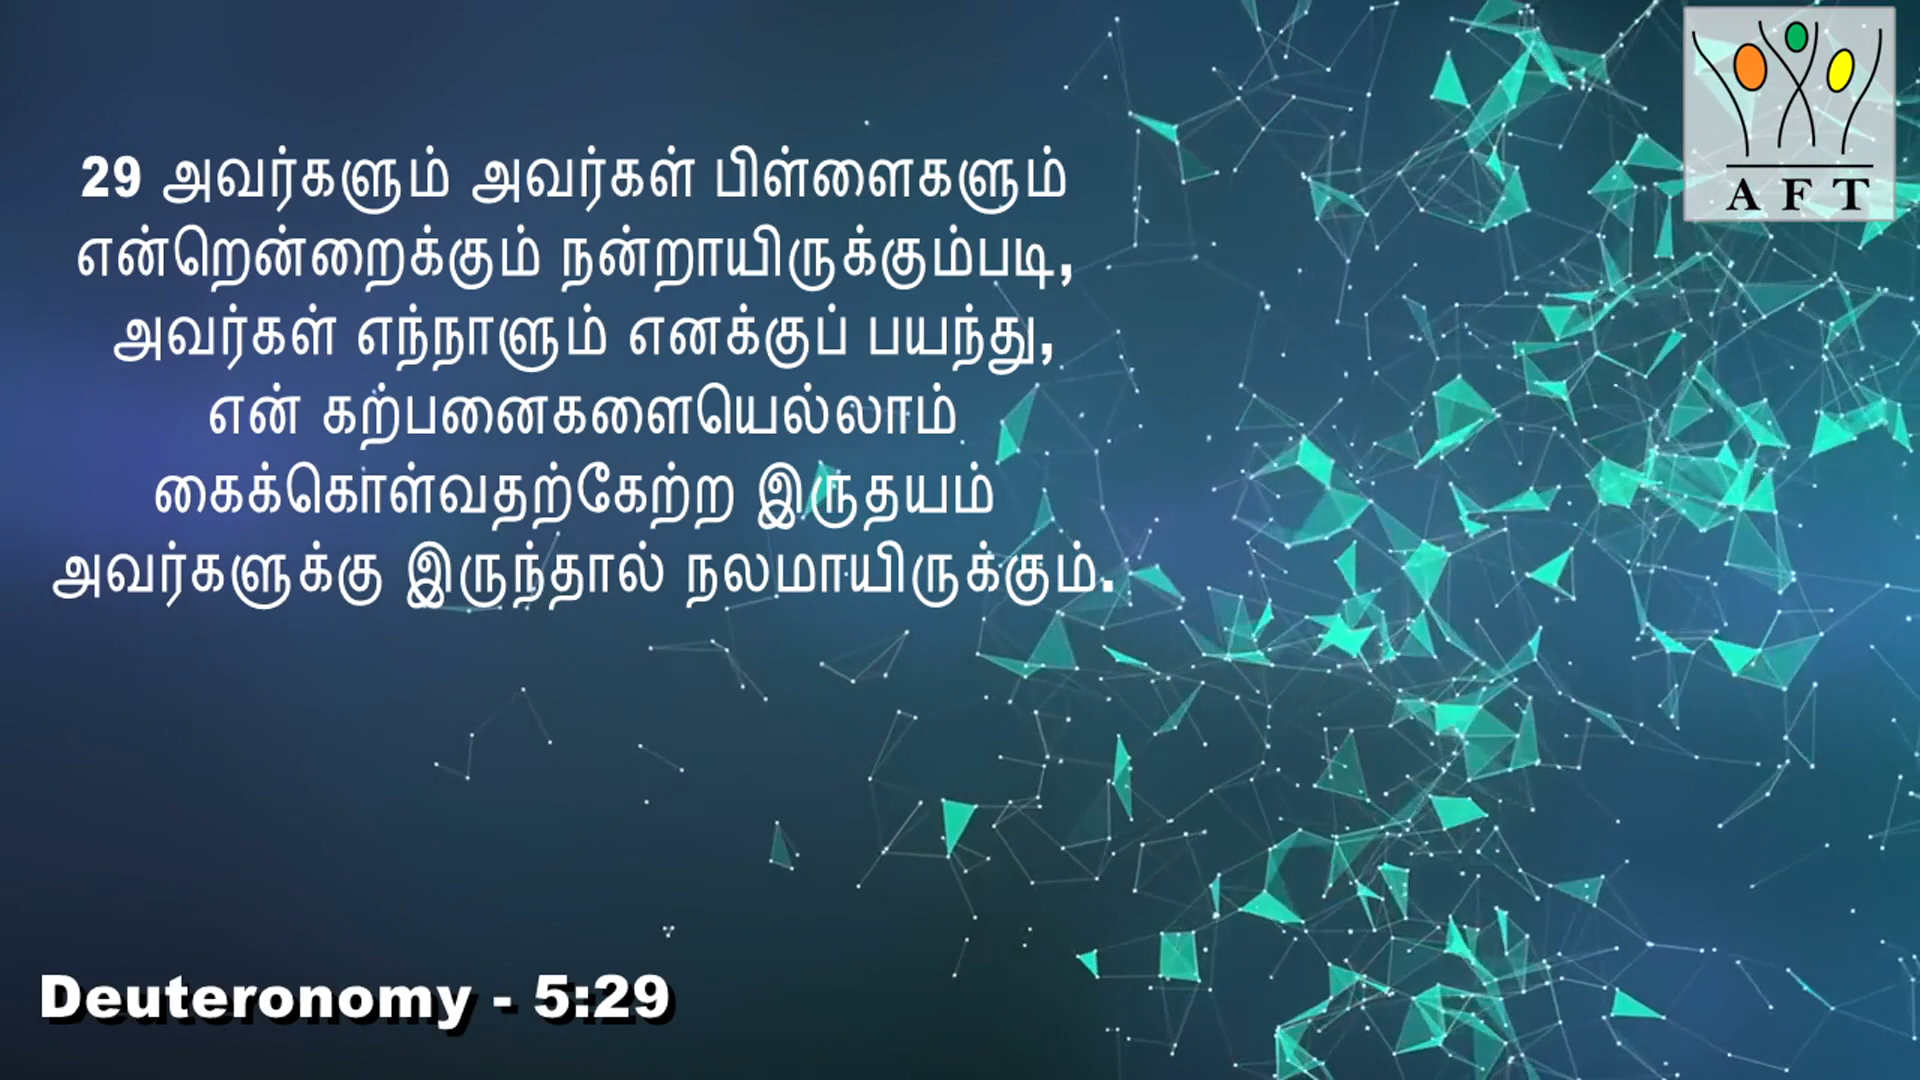 29 அவர்களும் அவர்கள் பிள்ளைகளும்
என்றென்றைக்கும் நன்றாயிருக்கும்படி,
அவர்கள் எந்நாளும் எனக்குப் பயந்து,
என் கற்பனைகளையெல்லாம்
கைக்கொள்வதற்கேற்ற இருதயம்
அவர்களுக்கு இருந்தால் நலமாயிருக்கும்.
Deuteronomy - 5:29
A F T